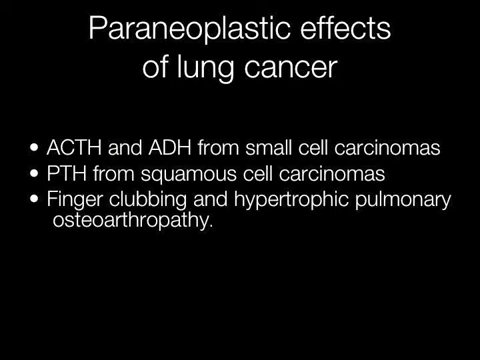 Paraneoplastic effects
of lung cancer
• ACTH and ADH from small cell carcinomas
• PTH from squamous cell carcinomas
• Finger clubbing and hypertrophic pulmonary
osteoarthropathy.